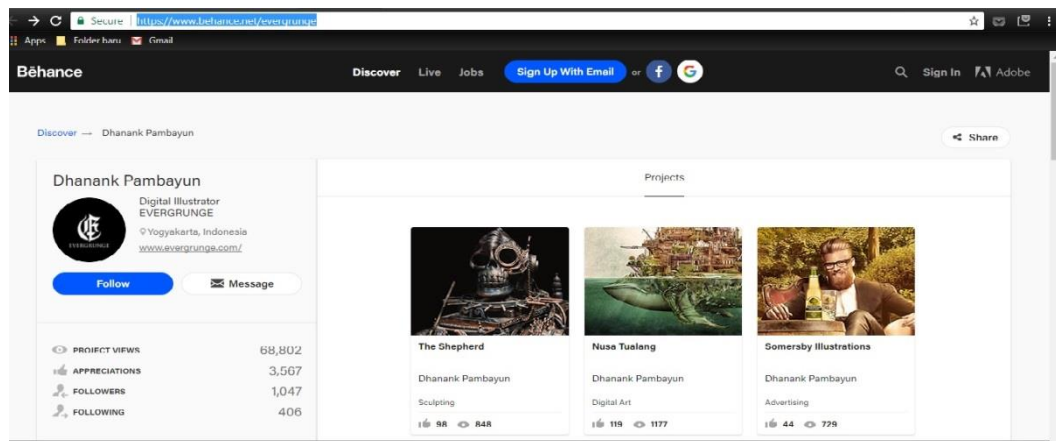 Secure | https://www.behance.net/evergrunge
Apps Folder baru Gmail
Bēhance Discover Live Jobs Sign Up With Email or f G Sign In Adobe
Discover → Dhanank Pambayun
Share
Dhanank Pambayun
Digital Illustrator
EVERGRUNGE
Yogyakarta, Indonesia
www.evergrunge.com/
EVERGRUNGE
Follow Message
PROJECT VIEWS 68,802
APPRECIATIONS 3,567
FOLLOWERS 1,047
FOLLOWING 406
Projects
The Shepherd
Dhanank Pambayun
Sculpting
98 848
Nusa Tualang
Dhanank Pambayun
Digital Art
119 1177
Somersby Illustrations
Dhanank Pambayun
Advertising
44 729